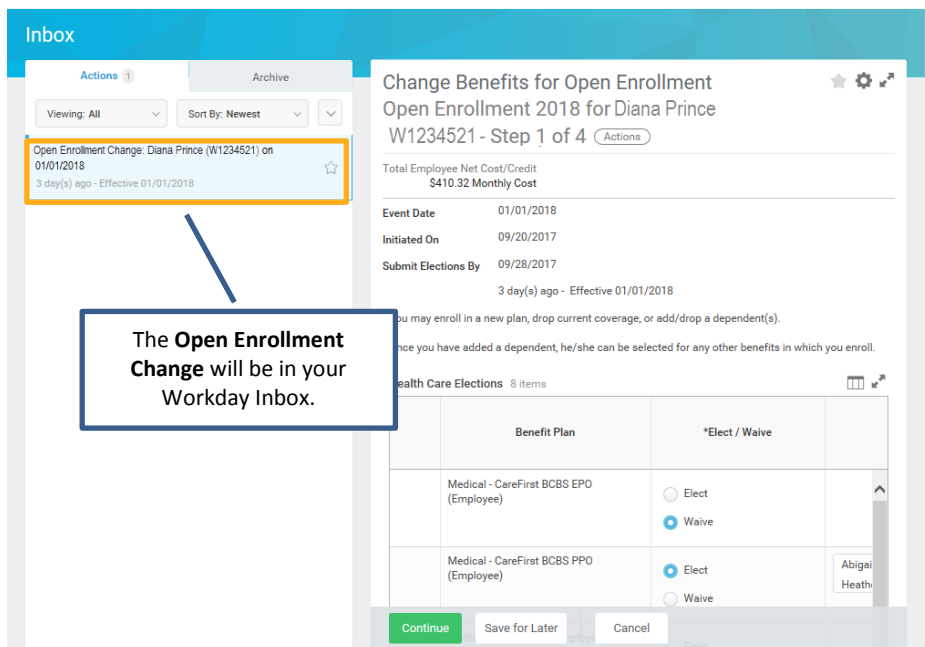 Inbox
Actions 1
Archive
Viewing: All
Sort By: Newest
Open Enrollment Change: Diana Prince (W1234521) on
01/01/2018
3 day(s) ago - Effective 01/01/2018
The Open Enrollment
Change will be in your
Workday Inbox.
Change Benefits for Open Enrollment
Open Enrollment 2018 for Diana Prince
W1234521 - Step 1 of 4 Actions
Total Employee Net Cost/Credit
$410.32 Monthly Cost
Event Date 01/01/2018
Initiated On 09/20/2017
Submit Elections By 09/28/2017
3 day(s) ago - Effective 01/01/2018
may enroll in a new plan, drop current coverage, or add/drop a dependent(s).
you have added a dependent, he/she can be selected for any other benefits in which you enroll.
Care Elections 8 items
Benefit Plan
*Elect / Waive
Medical - CareFirst BCBS EPO
(Employee)
Elect
Waive
Medical - CareFirst BCBS PPO
(Employee)
Elect
Waive
Abigai
Heath
Continue
Save for Later
Cancel